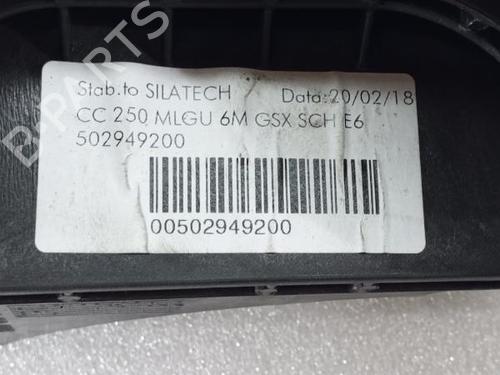 Stab.to SILATECH Data:20/02/18
CC 250 MLGU 6M GSX SCH E6
502949200
00502949200
B-PARTS